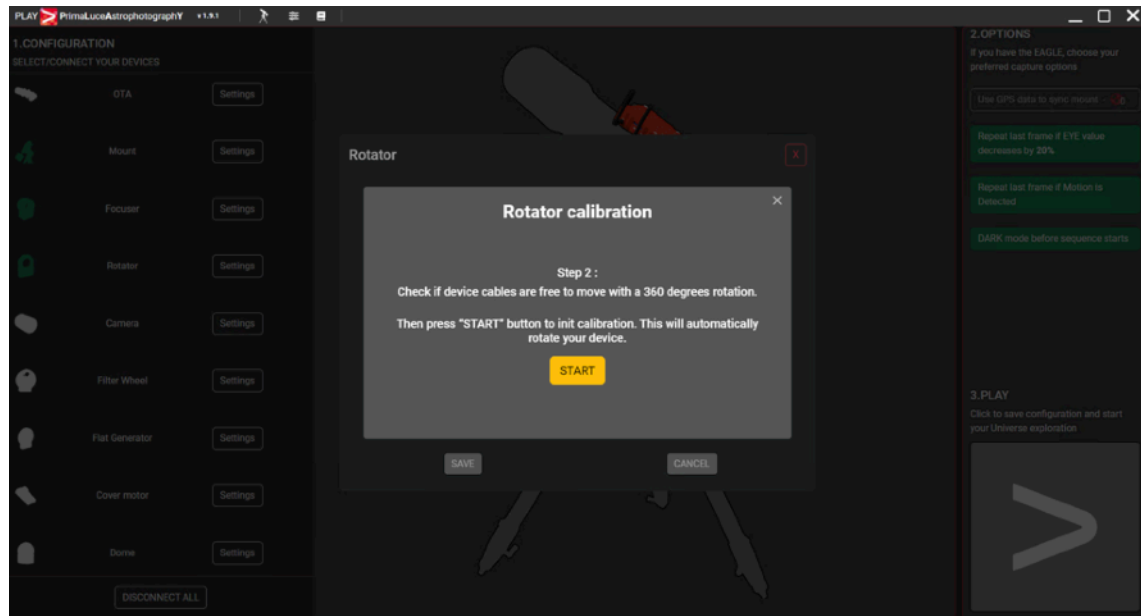 PLAY PrimaLuceAstrophotographY v1.9.1
1.CONFIGURATION
SELECT/CONNECT YOUR DEVICES
OTA Settings
Mount Settings
Focuser Settings
Rotator Settings
Camera Settings
Filter Wheel Settings
Flat Generator Settings
Cover motor Settings
Dome Settings
DISCONNECT ALL
Rotator X
Rotator calibration
Step 2 :
Check if device cables are free to move with a 360 degrees rotation.
Then press "START" button to init calibration. This will automatically
rotate your device.
START
SAVE CANCEL
2.OPTIONS
If you have the EAGLE, choose your
preferred capture options
Use GPS data to sync mount -
Repeat last frame if EYE value
decreases by 20%
Repeat last frame if Motion is
Detected
DARK mode before sequence starts
3.PLAY
Click to save configuration and start
your Universe exploration